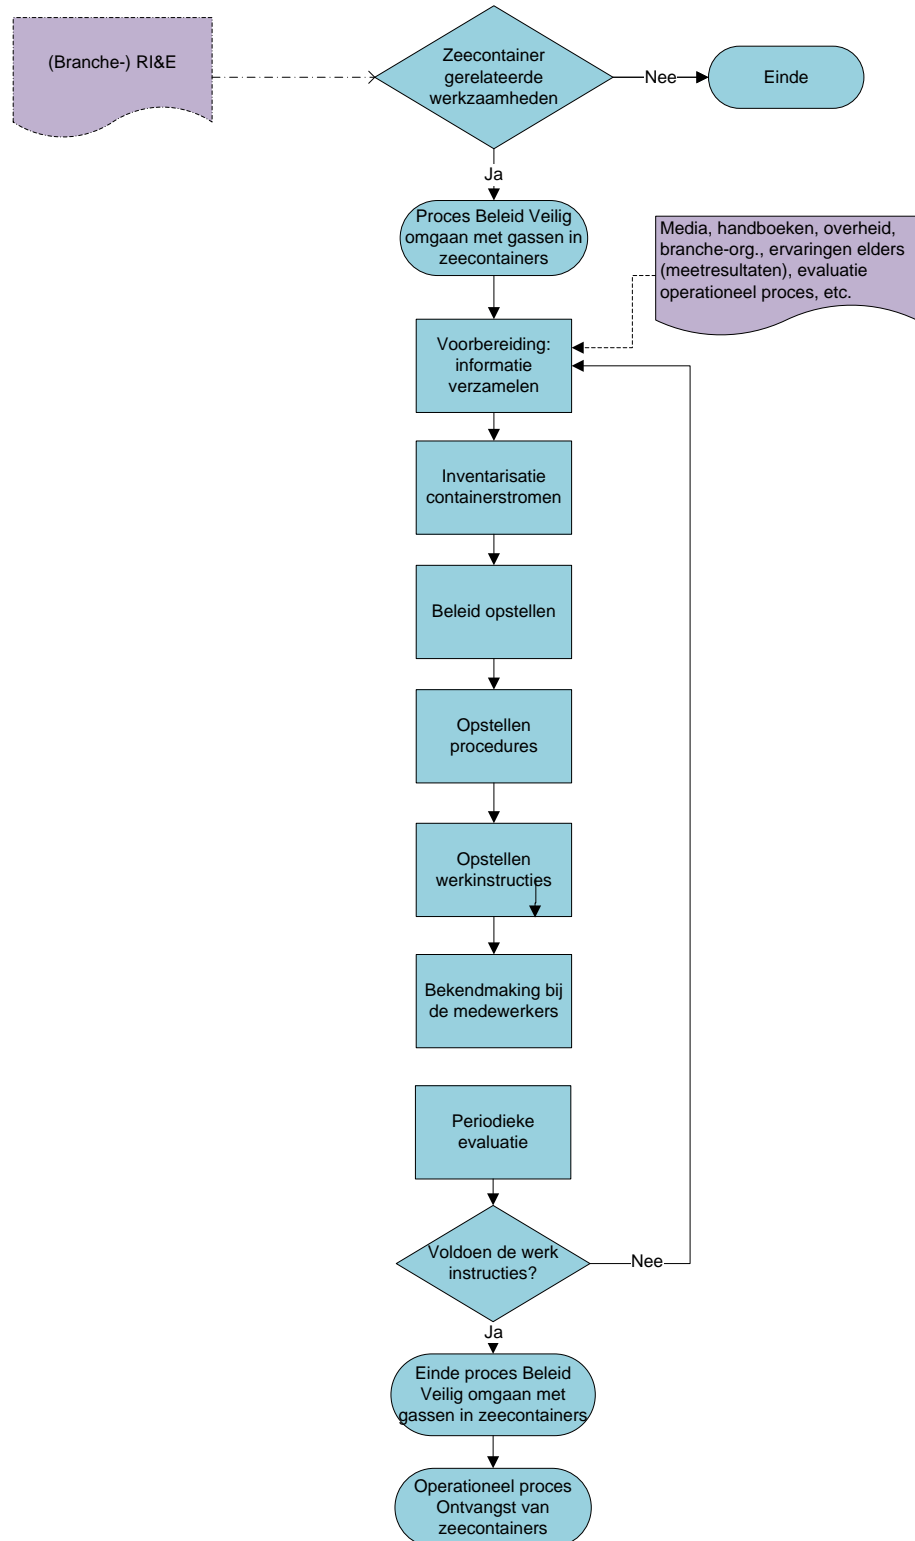 (Branche-) RI&E
Zeecontainer
gerelateerde
werkzaamheden
Nee
Einde
Ja
Proces Beleid Veilig
omgaan met gassen in
zeecontainers
Media, handboeken, overheid,
branche-org., ervaringen elders
(meetresultaten), evaluatie
operationeel proces, etc.
Voorbereiding:
informatie
verzamelen
Inventarisatie
containerstromen
Beleid opstellen
Opstellen
procedures
Opstellen
werkinstructies
Bekendmaking bij
de medewerkers
Periodieke
evaluatie
Voldoen de werk
instructies?
Nee
Ja
Einde proces Beleid
Veilig omgaan met
gassen in zeecontainers
Operationeel proces
Ontvangst van
zeecontainers